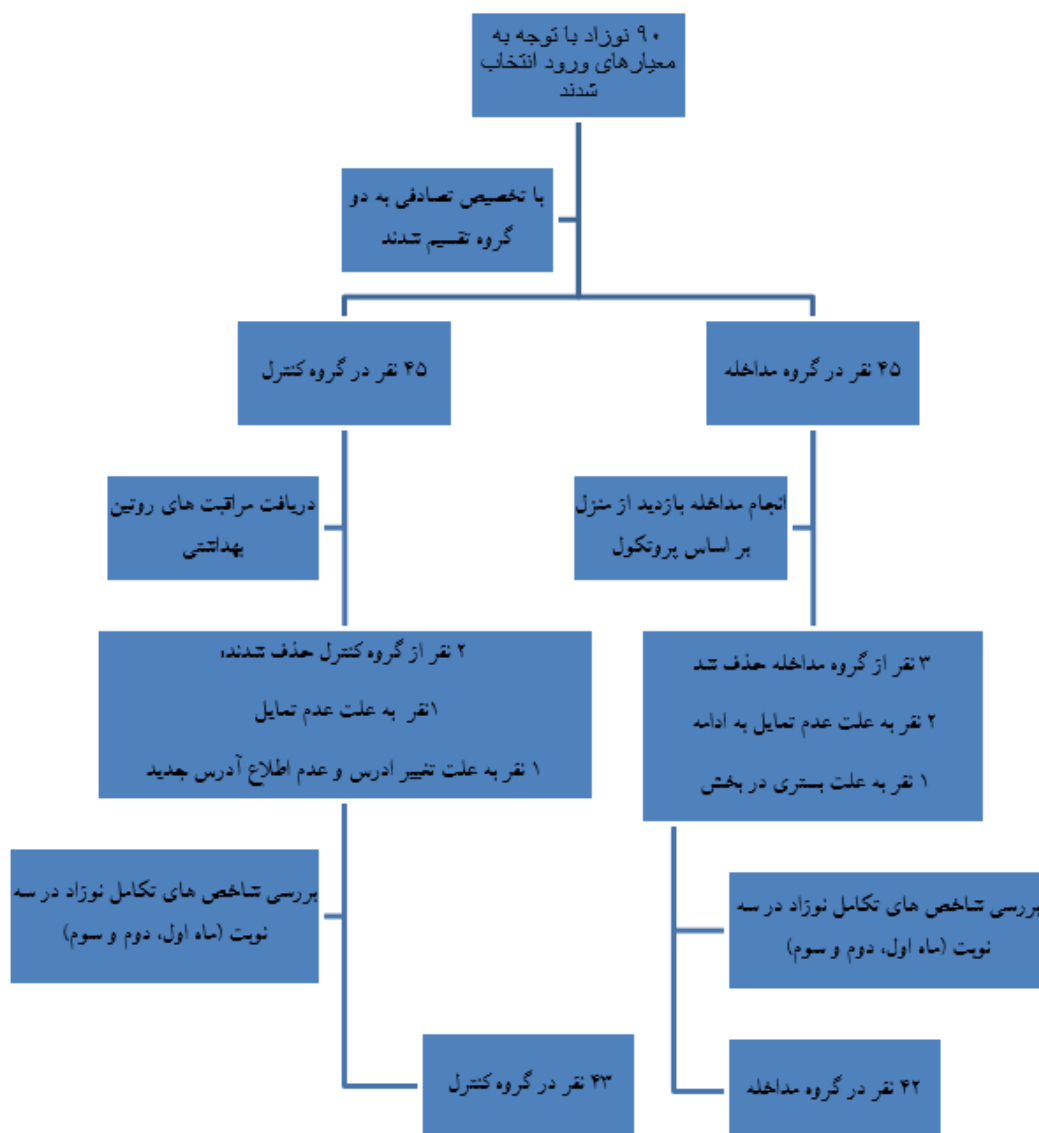 ۹۰ نوزاد با توجه به
معیارهای ورود انتخاب
شدند
با تخصیص تصادفی به دو
گروه تقسیم شدند
۴۵ نفر در گروه مداخله
۴۵ نفر در گروه کنترل
انجام مداخله بازدید از منزل
بر اساس پروتکول
دریافت مراقبت های روتین
بهداشتی
۳ نفر از گروه مداخله حذف شد
۲ نفر به علت عدم تمایل به ادامه
۱ نفر به علت بستری در بخش
۲ نفر از گروه کنترل حذف شدند:
۱نفر به علت عدم تمایل
۱ نفر به علت تغییر ادرس و عدم اطلاع آدرس جدید
بررسی شاخص های تکامل نوزاد در سه
نوبت (ماه اول، دوم و سوم)
بررسی شاخص های تکامل نوزاد در سه
نوبت (ماه اول، دوم و سوم)
۴۲ نفر در گروه مداخله
۴۳ نفر در گروه کنترل